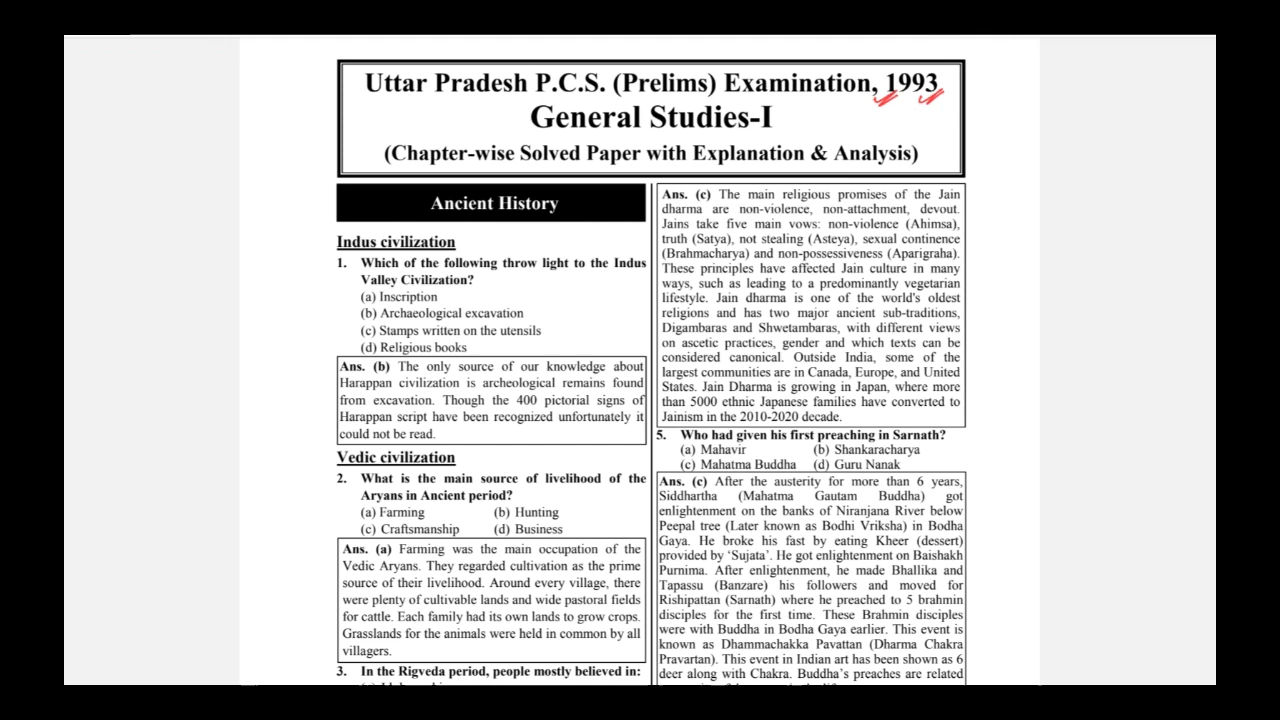 Uttar Pradesh P.C.S. (Prelims) Examination, 1993
General Studies-I
(Chapter-wise Solved Paper with Explanation & Analysis)
Ancient History
Indus civilization
1. Which of the following throw light to the Indus
Valley Civilization?
(a) Inscription
(b) Archaeological excavation
(c) Stamps written on the utensils
(d) Religious books
Ans. (b) The only source of our knowledge about
Harappan civilization is archeological remains found
from excavation. Though the 400 pictorial signs of
Harappan script have been recognized unfortunately it
could not be read.
Vedic civilization
2. What is the main source of livelihood of the
Aryans in Ancient period?
(a) Farming (b) Hunting
(c) Craftsmanship (d) Business
Ans. (a) Farming was the main occupation of the
Vedic Aryans. They regarded cultivation as the prime
source of their livelihood. Around every village, there
were plenty of cultivable lands and wide pastoral fields
for cattle. Each family had its own lands to grow crops.
Grasslands for the animals were held in common by all
villagers.
3. In the Rigveda period, people mostly believed in:
Ans. (c) The main religious promises of the Jain
dharma are non-violence, non-attachment, devout.
Jains take five main vows: non-violence (Ahimsa),
truth (Satya), not stealing (Asteya), sexual continence
(Brahmacharya) and non-possessiveness (Aparigraha).
These principles have affected Jain culture in many
ways, such as leading to a predominantly vegetarian
lifestyle. Jain dharma is one of the world's oldest
religions and has two major ancient sub-traditions,
Digambaras and Shwetambaras, with different views
on ascetic practices, gender and which texts can be
considered canonical. Outside India, some of the
largest communities are in Canada, Europe, and United
States. Jain Dharma is growing in Japan, where more
than 5000 ethnic Japanese families have converted to
Jainism in the 2010-2020 decade.
5. Who had given his first preaching in Sarnath?
(a) Mahavir (b) Shankaracharya
(c) Mahatma Buddha (d) Guru Nanak
Ans. (c) After the austerity for more than 6 years,
Siddhartha (Mahatma Gautam Buddha) got
enlightenment on the banks of Niranjana River below
Peepal tree (Later known as Bodhi Vriksha) in Bodha
Gaya. He broke his fast by eating Kheer (dessert)
provided by ‘Sujata’. He got enlightenment on Baishakh
Purnima. After enlightenment, he made Bhallika and
Tapassu (Banzare) his followers and moved for
Rishipattan (Sarnath) where he preached to 5 brahmin
disciples for the first time. These Brahmin disciples
were with Buddha in Bodha Gaya earlier. This event is
known as Dhammachakka Pavattan (Dharma Chakra
Pravartan). This event in Indian art has been shown as 6
deer along with Chakra. Buddha’s preaches are related